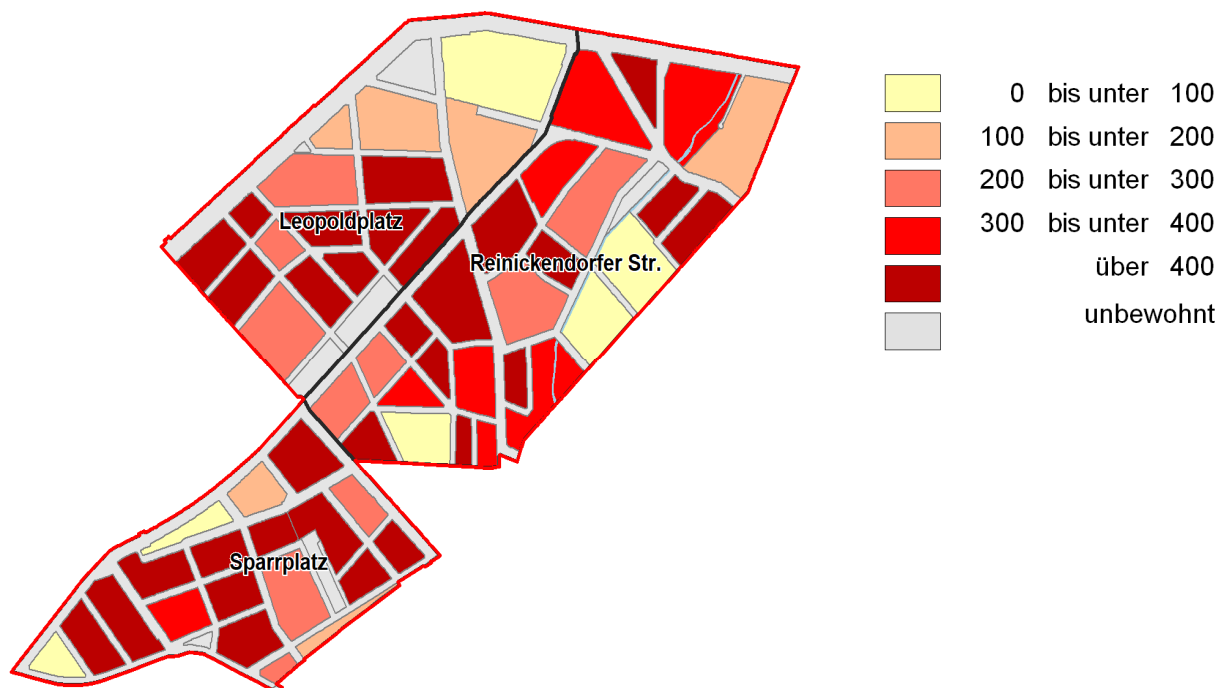 Leopoldplatz
Reinickendorfer Str.
Sparrplatz
0 bis unter 100
100 bis unter 200
200 bis unter 300
300 bis unter 400
über 400
unbewohnt